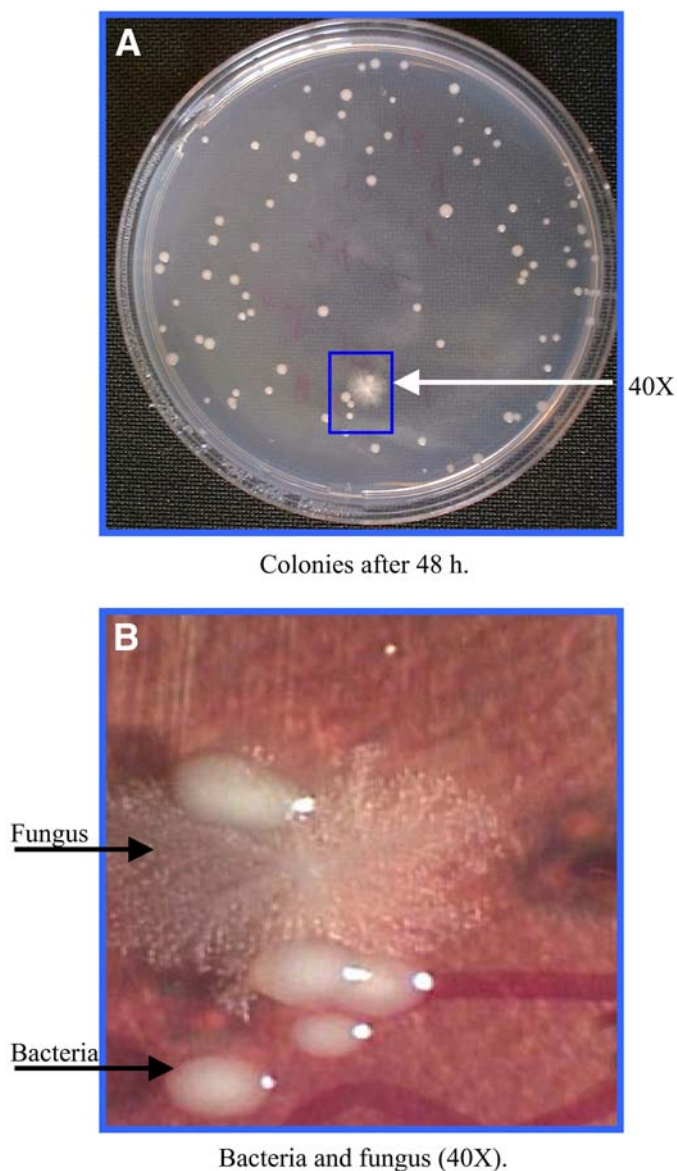 A
40X
Colonies after 48 h.
B
Fungus
Bacteria
Bacteria and fungus (40X).